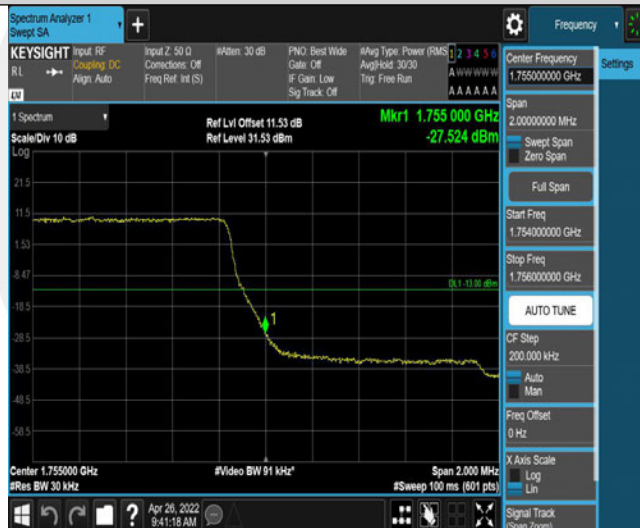 Spectrum Analyzer 1
Swept SA
+
Frequency
KEYSIGHT
RL
Input: RF
Coupling: DC
Align: Auto
Input Z: 50 Ω
Corrections: Off
Freq Ref: Int (S)
#Atten: 30 dB
PNO: Best Wide
Gate: Off
IF Gain: Low
Sig Track: Off
#Avg Type: Power (RMS
Avg|Hold: 30/30
Trig: Free Run
1 2 3 4 5 6
A W W W W W
A A A A A A
1 Spectrum
Scale/Div 10 dB
Log
Ref Lvl Offset 11.53 dB
Ref Level 31.53 dBm
Mkr1 1.755 000 GHz
-27.524 dBm
21.5
11.5
1.53
-8.47
-18.5
-28.5
-38.5
-48.5
-58.5
DL1 -13.00 dBm
1
Center 1.755000 GHz
#Res BW 30 kHz
#Video BW 91 kHz*
Span 2.000 MHz
#Sweep 100 ms (601 pts)
Center Frequency
1.755000000 GHz
Span
2.00000000 MHz
Swept Span
Zero Span
Full Span
Start Freq
1.754000000 GHz
Stop Freq
1.756000000 GHz
AUTO TUNE
CF Step
200.000 kHz
Auto
Man
Freq Offset
0 Hz
X Axis Scale
Log
Lin
Signal Track
(Span Zoom)
Settings
?
Apr 26, 2022
9:41:18 AM